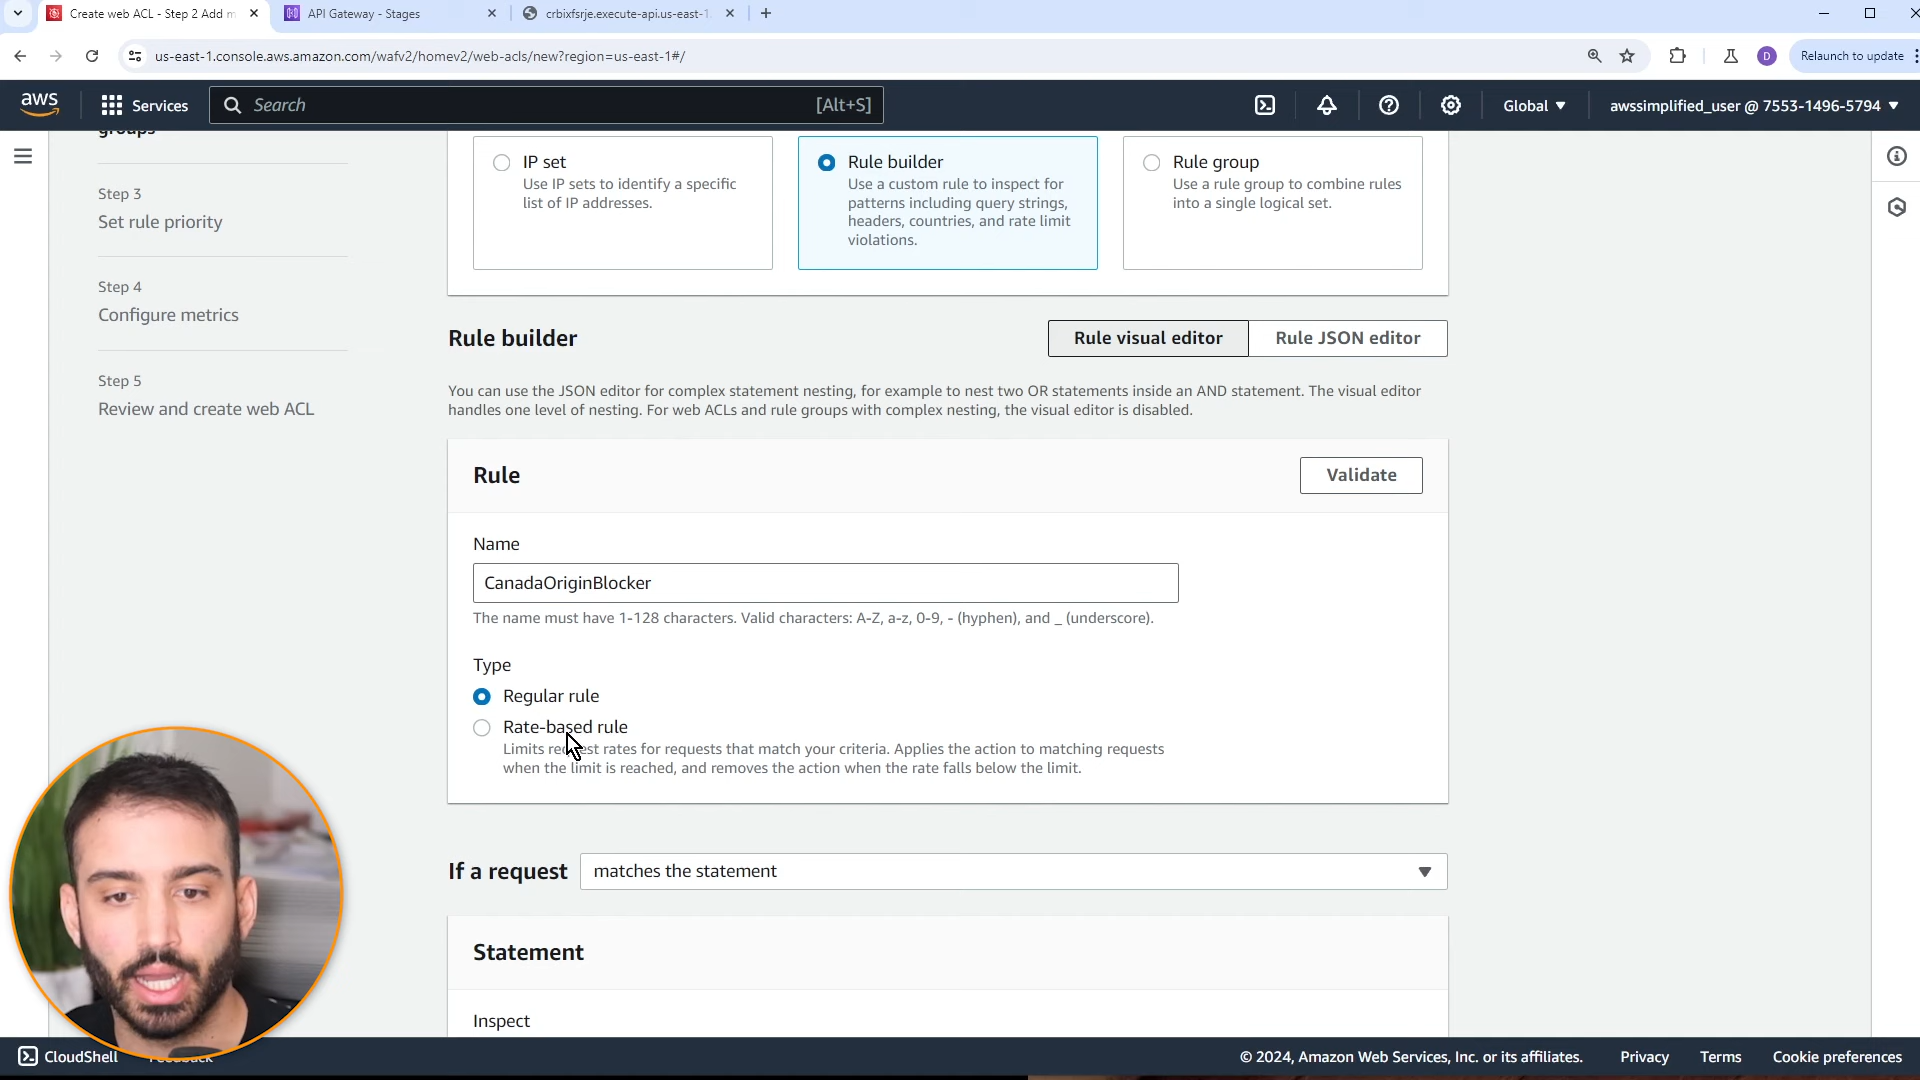 Create web ACL - Step 2 Add m
API Gateway - Stages
crbixfsrje.execute-api.us-east-1
us-east-1.console.aws.amazon.com/wafv2/homev2/web-acls/new?region=us-east-1#/
D
Relaunch to update
aws
Services
Search
[Alt+S]
Global
awssimplified_user @ 7553-1496-5794
groups
Step 3
Set rule priority
Step 4
Configure metrics
Step 5
Review and create web ACL
IP set
Use IP sets to identify a specific
list of IP addresses.
Rule builder
Use a custom rule to inspect for
patterns including query strings,
headers, countries, and rate limit
violations.
Rule group
Use a rule group to combine rules
into a single logical set.
Rule builder
Rule visual editor
Rule JSON editor
You can use the JSON editor for complex statement nesting, for example to nest two OR statements inside an AND statement. The visual editor
handles one level of nesting. For web ACLs and rule groups with complex nesting, the visual editor is disabled.
Rule
Validate
Name
CanadaOriginBlocker
The name must have 1-128 characters. Valid characters: A-Z, a-z, 0-9, - (hyphen), and _ (underscore).
Type
Regular rule
Rate-based rule
Limits request rates for requests that match your criteria. Applies the action to matching requests
when the limit is reached, and removes the action when the rate falls below the limit.
If a request
matches the statement
Statement
Inspect
CloudShell
Feedback
© 2024, Amazon Web Services, Inc. or its affiliates.
Privacy
Terms
Cookie preferences